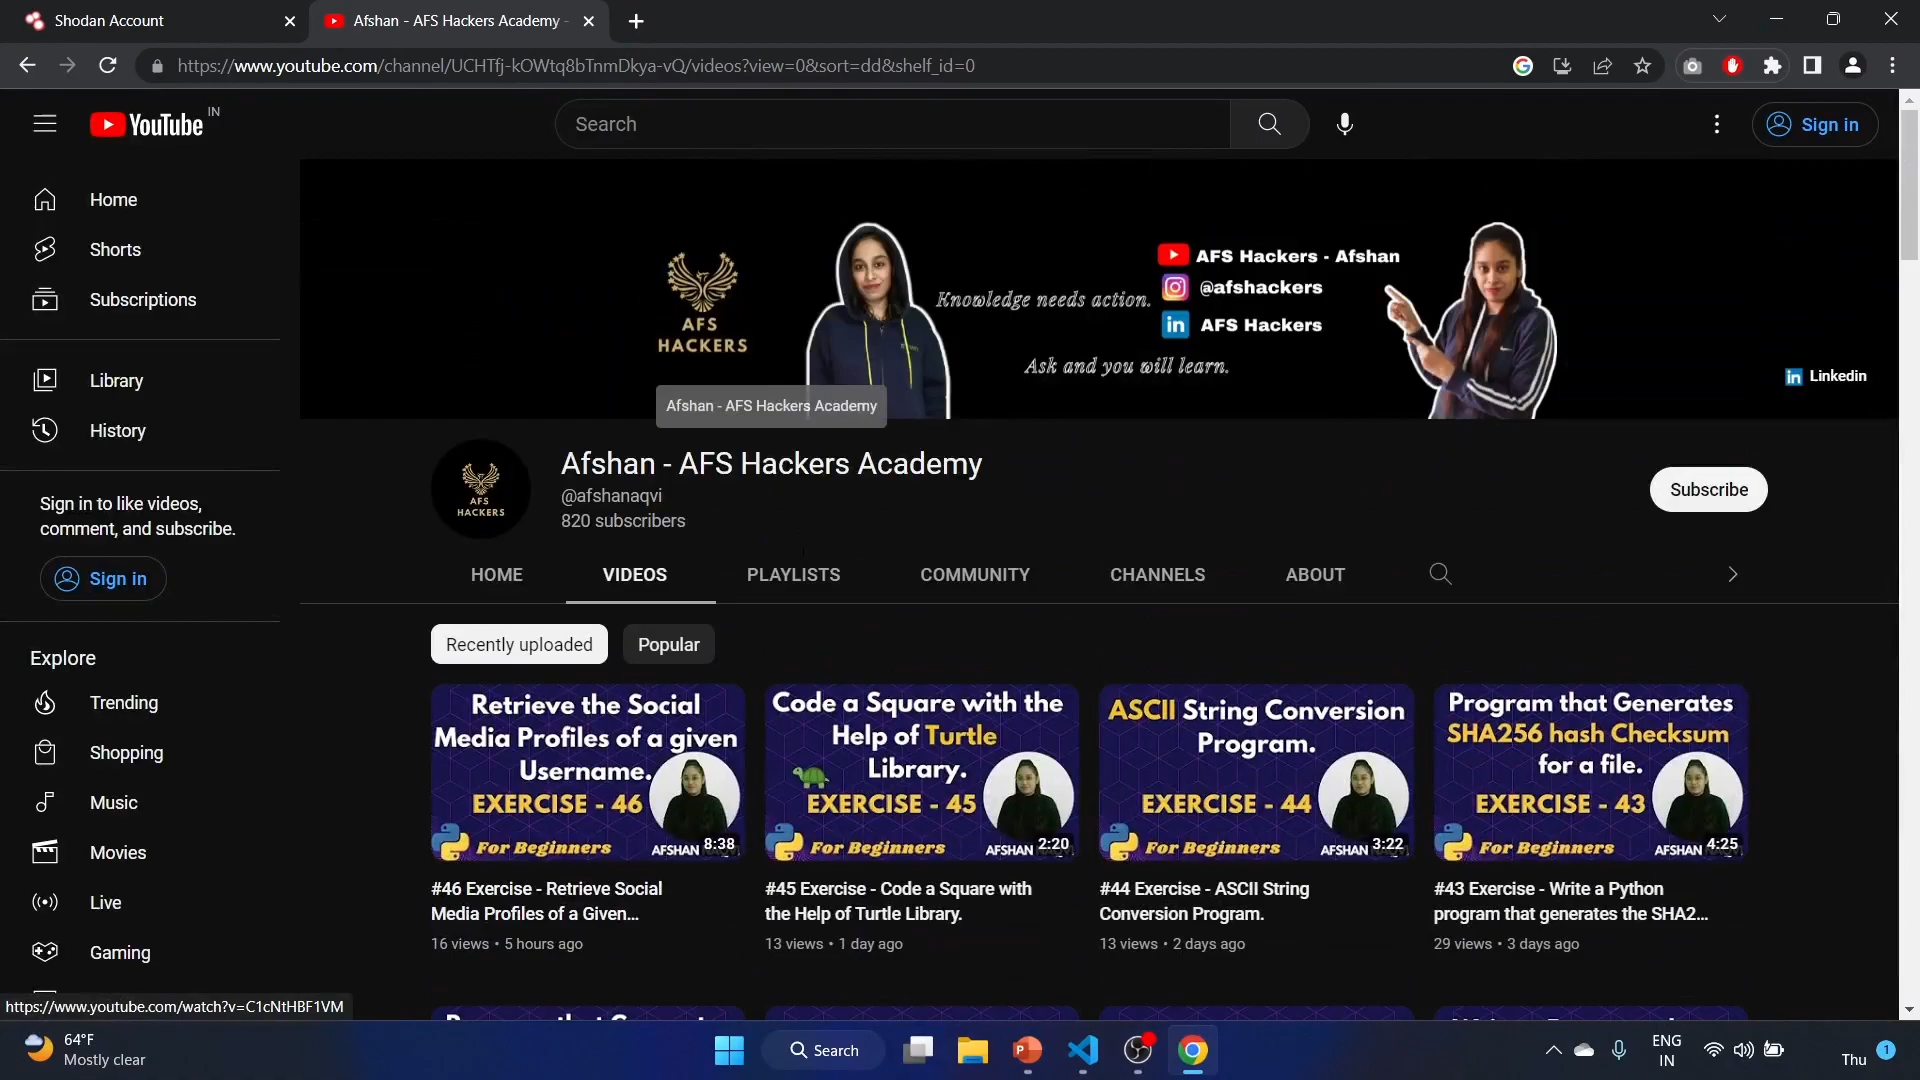 Shodan Account
Afshan - AFS Hackers Academy -
https://www.youtube.com/channel/UCHTfj-kOWtq8bTnmDkya-vQ/videos?view=0&sort=dd&shelf_id=0
YouTube IN
Search
Sign in
Home
Shorts
Subscriptions
Library
History
Sign in to like videos,
comment, and subscribe.
Sign in
Explore
Trending
Shopping
Music
Movies
Live
Gaming
AFS
HACKERS
Knowledge needs action.
Ask and you will learn.
AFS Hackers - Afshan
@afshackers
in AFS Hackers
in Linkedin
Afshan - AFS Hackers Academy
AFS
HACKERS
Afshan - AFS Hackers Academy
@afshanaqvi
820 subscribers
Subscribe
HOME
VIDEOS
PLAYLISTS
COMMUNITY
CHANNELS
ABOUT
Recently uploaded
Popular
Retrieve the Social
Media Profiles of a given
Username.
EXERCISE - 46
For Beginners
AFSHAN
8:38
#46 Exercise - Retrieve Social
Media Profiles of a Given...
16 views • 5 hours ago
Code a Square with the
Help of Turtle
Library.
EXERCISE - 45
For Beginners
AFSHAN
2:20
#45 Exercise - Code a Square with
the Help of Turtle Library.
13 views • 1 day ago
ASCII String Conversion
Program.
EXERCISE - 44
For Beginners
AFSHAN
3:22
#44 Exercise - ASCII String
Conversion Program.
13 views • 2 days ago
Program that Generates
SHA256 hash Checksum
for a file.
EXERCISE - 43
For Beginners
AFSHAN
4:25
#43 Exercise - Write a Python
program that generates the SHA2...
29 views • 3 days ago
https://www.youtube.com/watch?v=C1cNtHBF1VM
64°F
Mostly clear
Search
ENG
IN
Thu
1